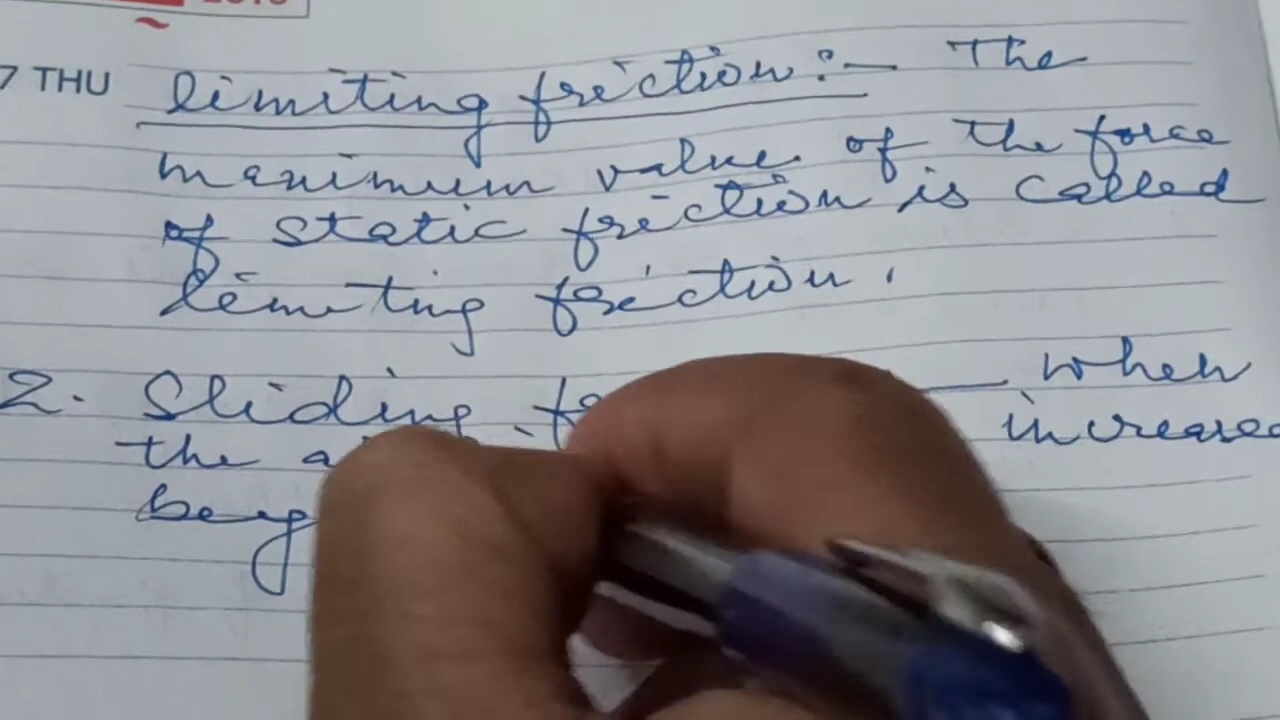 7 THU
limiting friction:- The
maximum value of the force
of static friction is called
limiting friction.
2. Sliding when
the increased